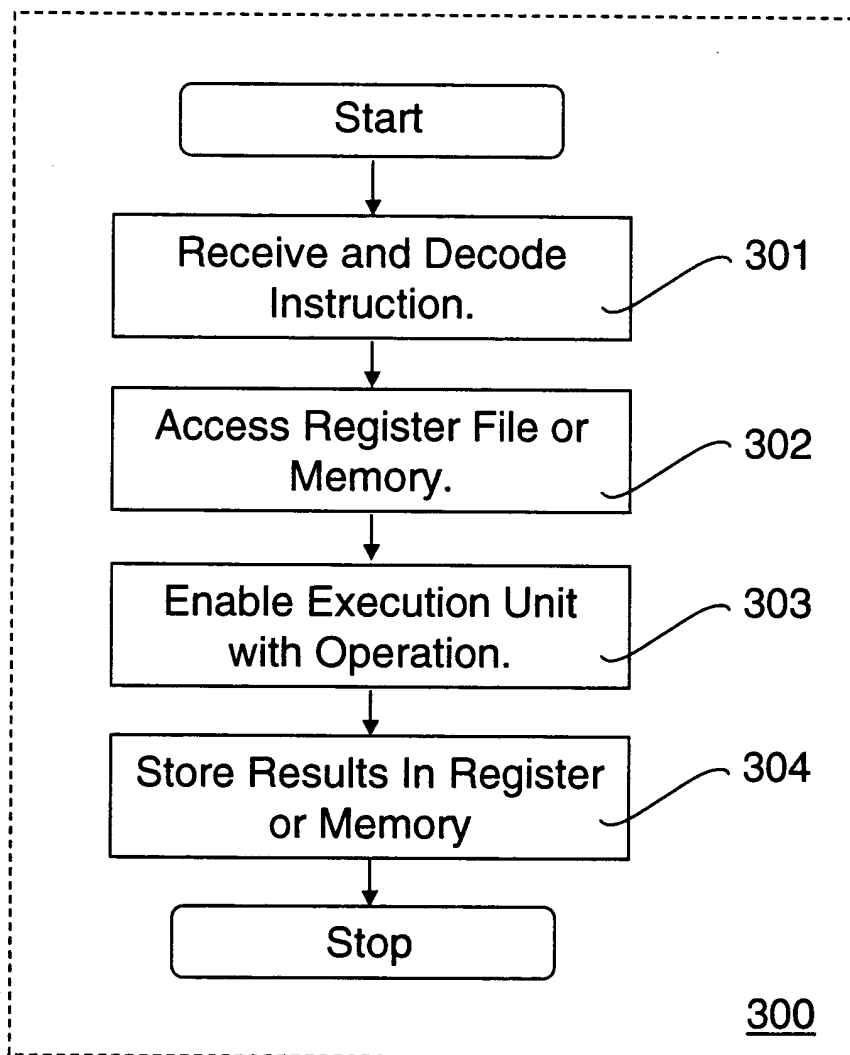 Start
Receive and Decode
Instruction.
301
Access Register File or
Memory.
302
Enable Execution Unit
with Operation.
303
Store Results In Register
or Memory
304
Stop
300